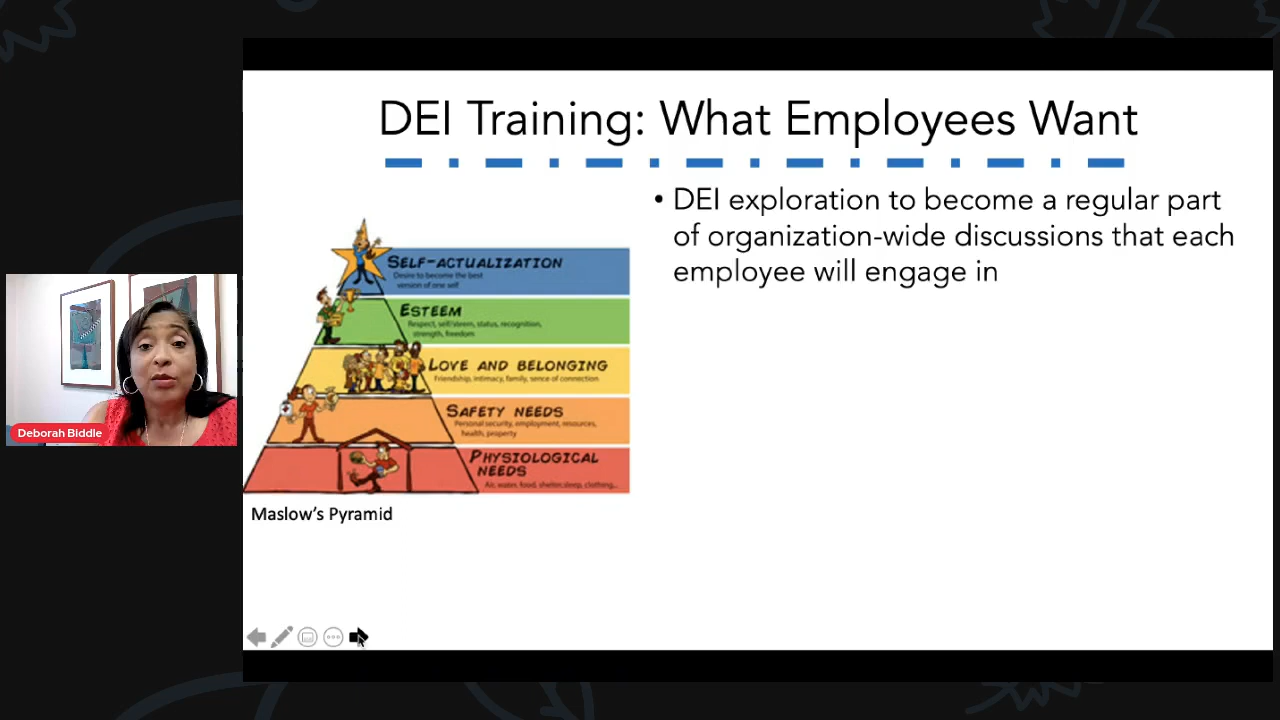 DEI Training: What Employees Want
• DEI exploration to become a regular part
of organization-wide discussions that each
employee will engage in
SELF-ACTUALIZATION
Desire to become the best
version of one self
ESTEEM
Respect, self/steem, status, recognition,
strength, freedom
LOVE AND BELONGING
Friendship, intimacy, family, sence of connection
SAFETY NEEDS
Personal security, employment, resources,
health, property
PHYSIOLOGICAL
NEEDS
Air, water, food, shelter, sleep, clothing...
Maslow's Pyramid
Deborah Biddle